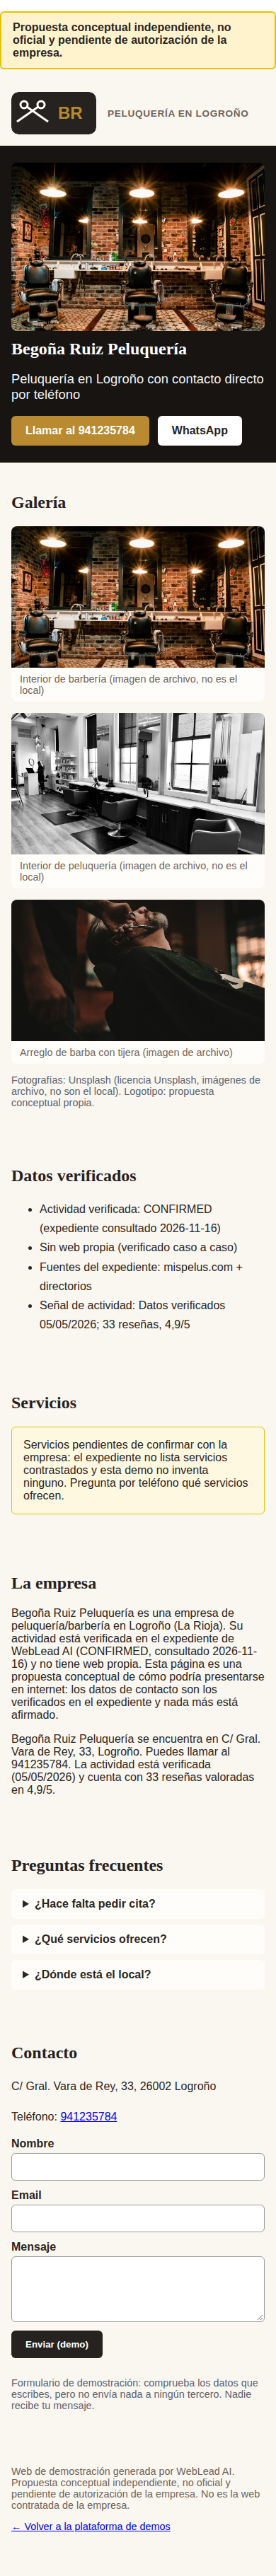 Propuesta conceptual independiente, no
oficial y pendiente de autorización de la
empresa.
BR
PELUQUERÍA EN LOGROÑO
Begoña Ruiz Peluquería
Peluquería en Logroño con contacto directo
por teléfono
Llamar al 941235784
WhatsApp
Galería
Interior de barbería (imagen de archivo, no es el
local)
Interior de peluquería (imagen de archivo, no es el
local)
Arreglo de barba con tijera (imagen de archivo)
Fotografías: Unsplash (licencia Unsplash, imágenes de
archivo, no son el local). Logotipo: propuesta
conceptual propia.
Datos verificados
Actividad verificada: CONFIRMED
(expediente consultado 2026-11-16)
Sin web propia (verificado caso a caso)
Fuentes del expediente: mispelus.com +
directorios
Señal de actividad: Datos verificados
05/05/2026; 33 reseñas, 4,9/5
Servicios
Servicios pendientes de confirmar con la
empresa: el expediente no lista servicios
contrastados y esta demo no inventa
ninguno. Pregunta por teléfono qué servicios
ofrecen.
La empresa
Begoña Ruiz Peluquería es una empresa de
peluquería/barbería en Logroño (La Rioja). Su
actividad está verificada en el expediente de
WebLead AI (CONFIRMED, consultado 2026-11-
16) y no tiene web propia. Esta página es una
propuesta conceptual de cómo podría presentarse
en internet: los datos de contacto son los
verificados en el expediente y nada más está
afirmado.
Begoña Ruiz Peluquería se encuentra en C/ Gral.
Vara de Rey, 33, Logroño. Puedes llamar al
941235784. La actividad está verificada
(05/05/2026) y cuenta con 33 reseñas valoradas
en 4,9/5.
Preguntas frecuentes
¿Hace falta pedir cita?
¿Qué servicios ofrecen?
¿Dónde está el local?
Contacto
C/ Gral. Vara de Rey, 33, 26002 Logroño
Teléfono: 941235784
Nombre
Email
Mensaje
Enviar (demo)
Formulario de demostración: comprueba los datos que
escribes, pero no envía nada a ningún tercero. Nadie
recibe tu mensaje.
Web de demostración generada por WebLead AI.
Propuesta conceptual independiente, no oficial y
pendiente de autorización de la empresa. No es la web
contratada de la empresa.
← Volver a la plataforma de demos